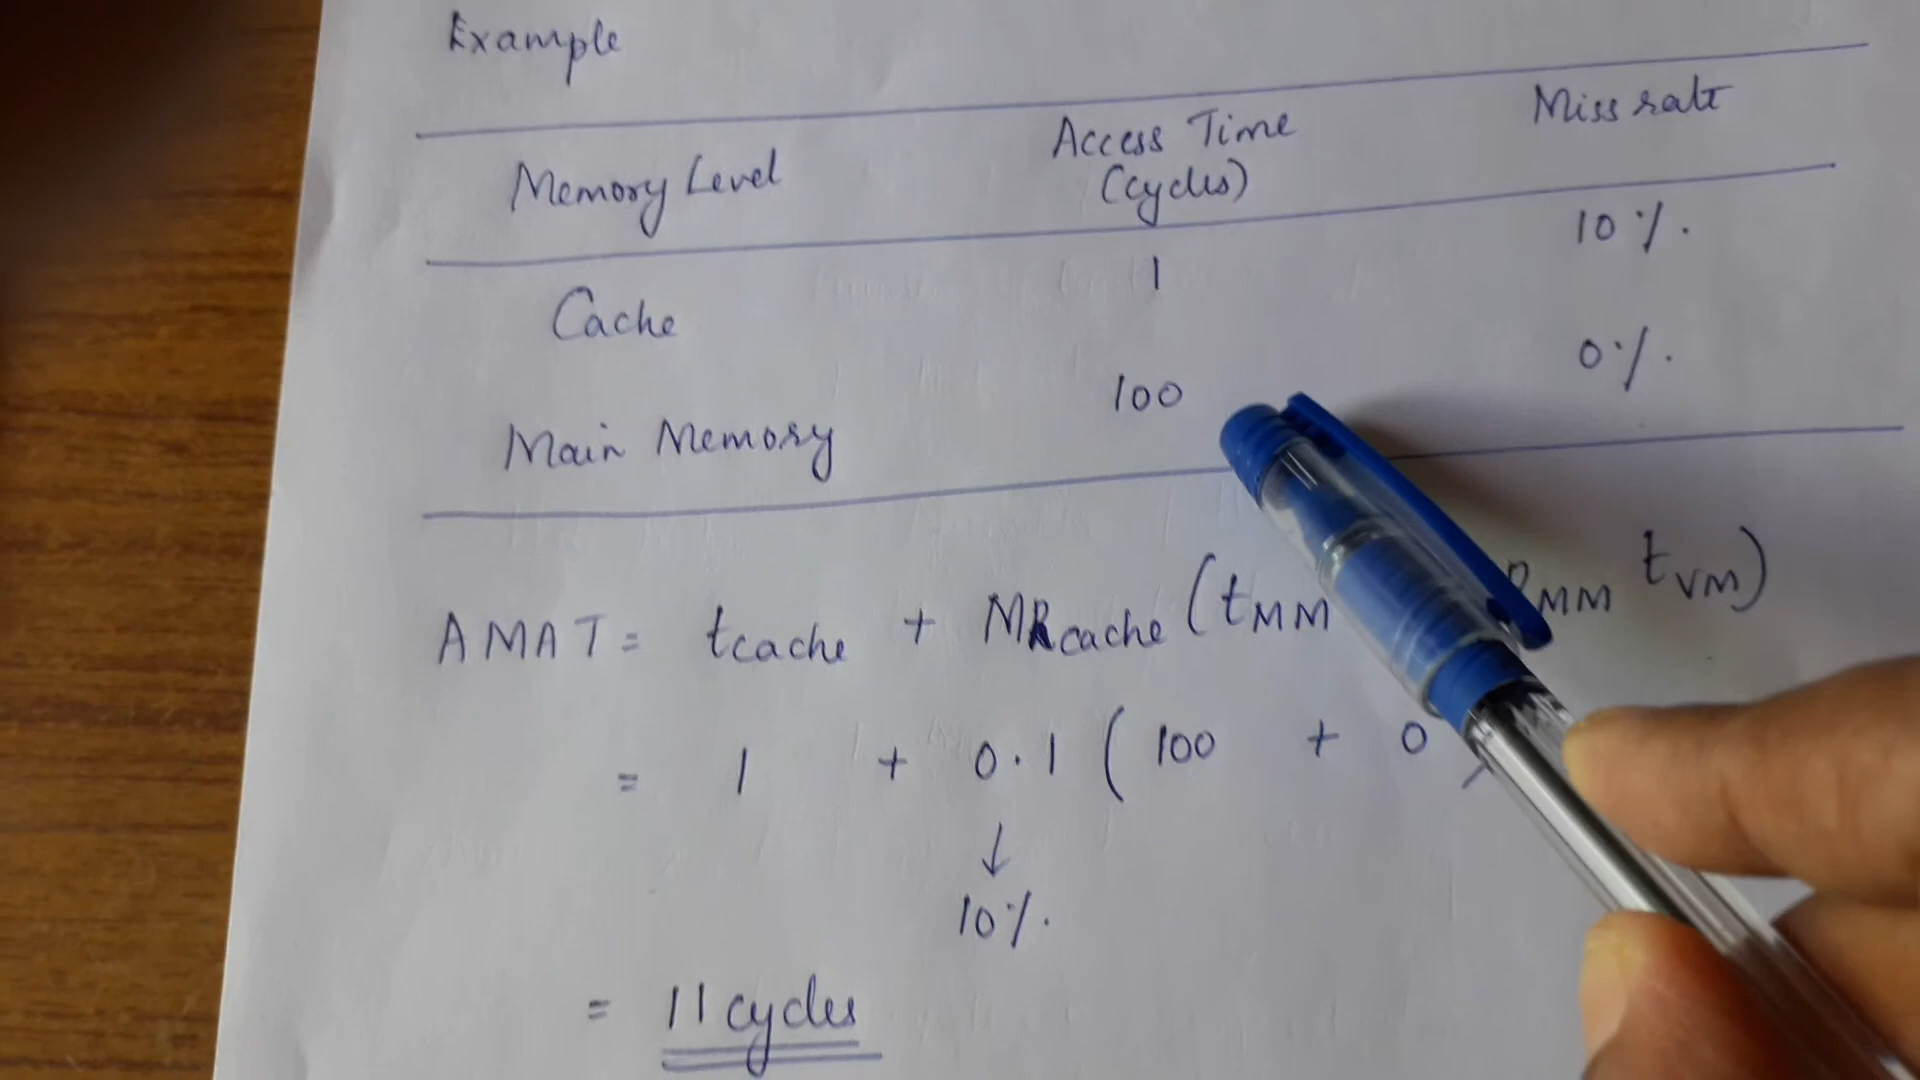 Example
Memory Level Access Time (cycles) Miss rate
Cache 1 10%.
Main Memory 100 0%.
AMAT = tcache + MRcache (tMM MM tVM)
= 1 + 0.1 ( 100 + 0
↓
10%.
= 11 cycles